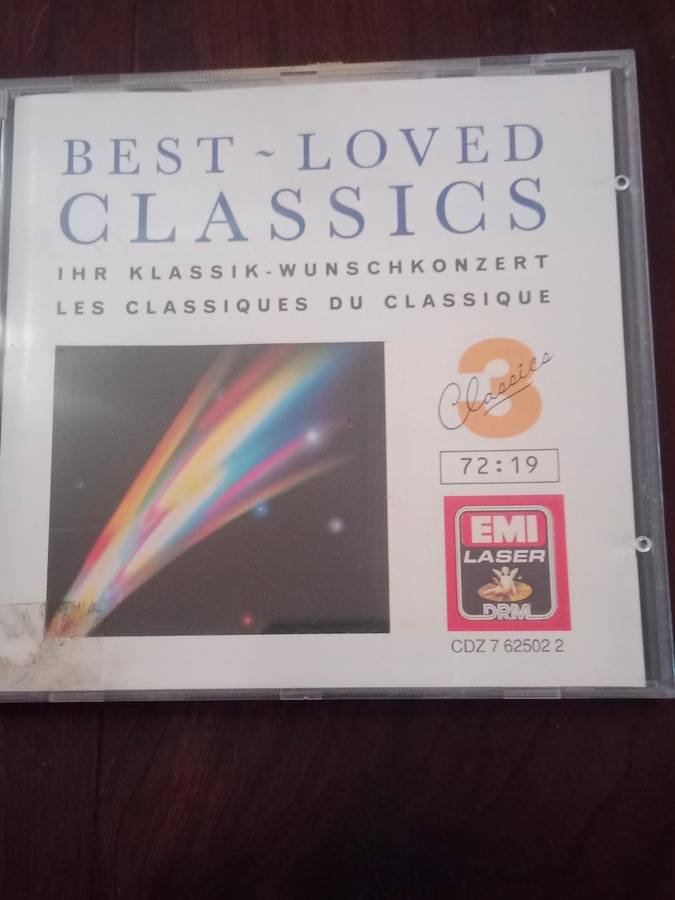 BEST ~ LOVED
CLASSICS
IHR KLASSIK-WUNSCHKONZERT
LES CLASSIQUES DU CLASSIQUE
3
Classics
72:19
EMI
LASER
DRM
CDZ 7 62502 2